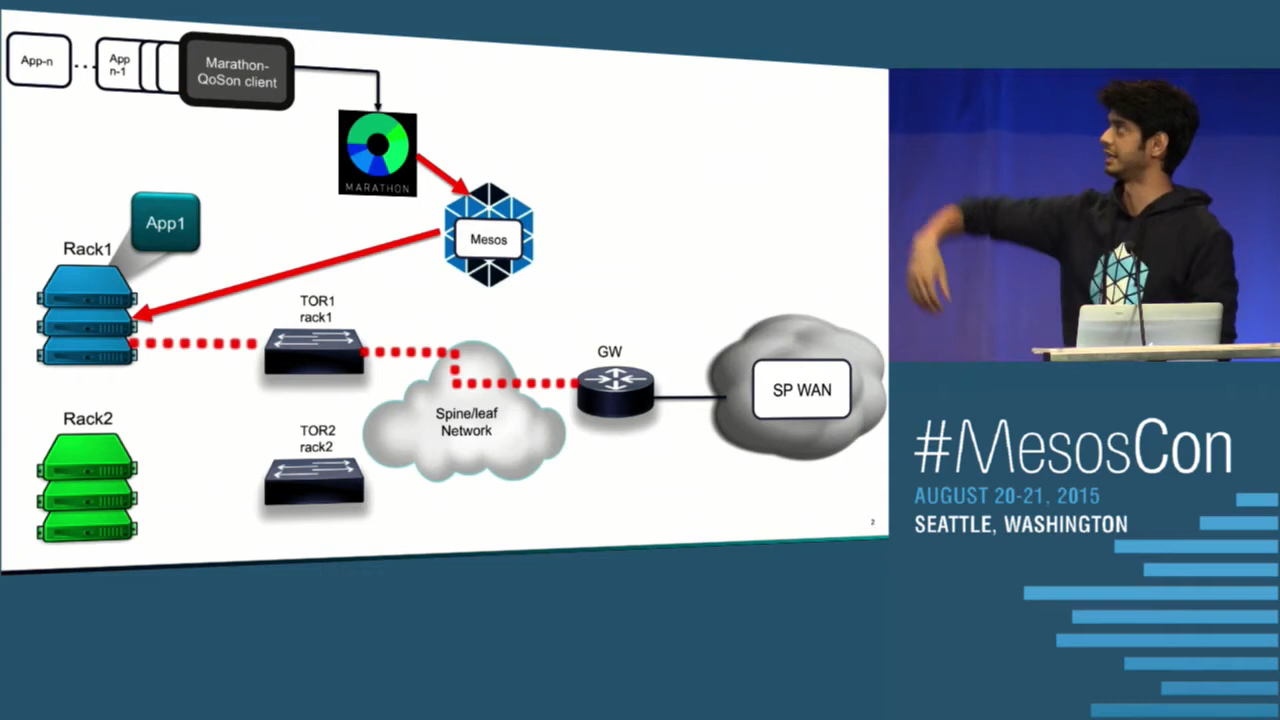 App-n
...
App
n-1
Marathon-
QoSon client
MARATHON
Mesos
App1
Rack1
TOR1
rack1
GW
SP WAN
Spine/leaf
Network
Rack2
TOR2
rack2
2
#MesosCon
AUGUST 20-21, 2015
SEATTLE, WASHINGTON